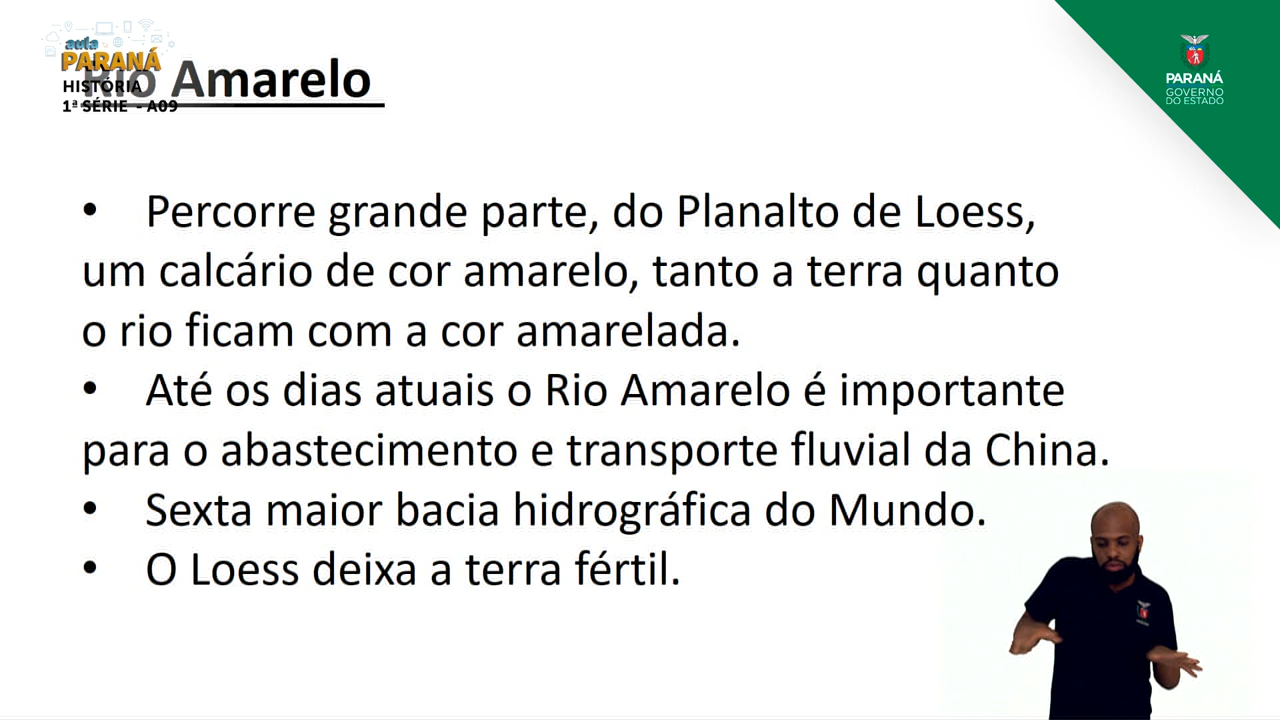 aula
PARANÁ
Rio Amarelo
HISTÓRIA
1ª SÉRIE - A09
PARANÁ
GOVERNO
DO ESTADO
• Percorre grande parte, do Planalto de Loess,
um calcário de cor amarelo, tanto a terra quanto
o rio ficam com a cor amarelada.
• Até os dias atuais o Rio Amarelo é importante
para o abastecimento e transporte fluvial da China.
• Sexta maior bacia hidrográfica do Mundo.
• O Loess deixa a terra fértil.